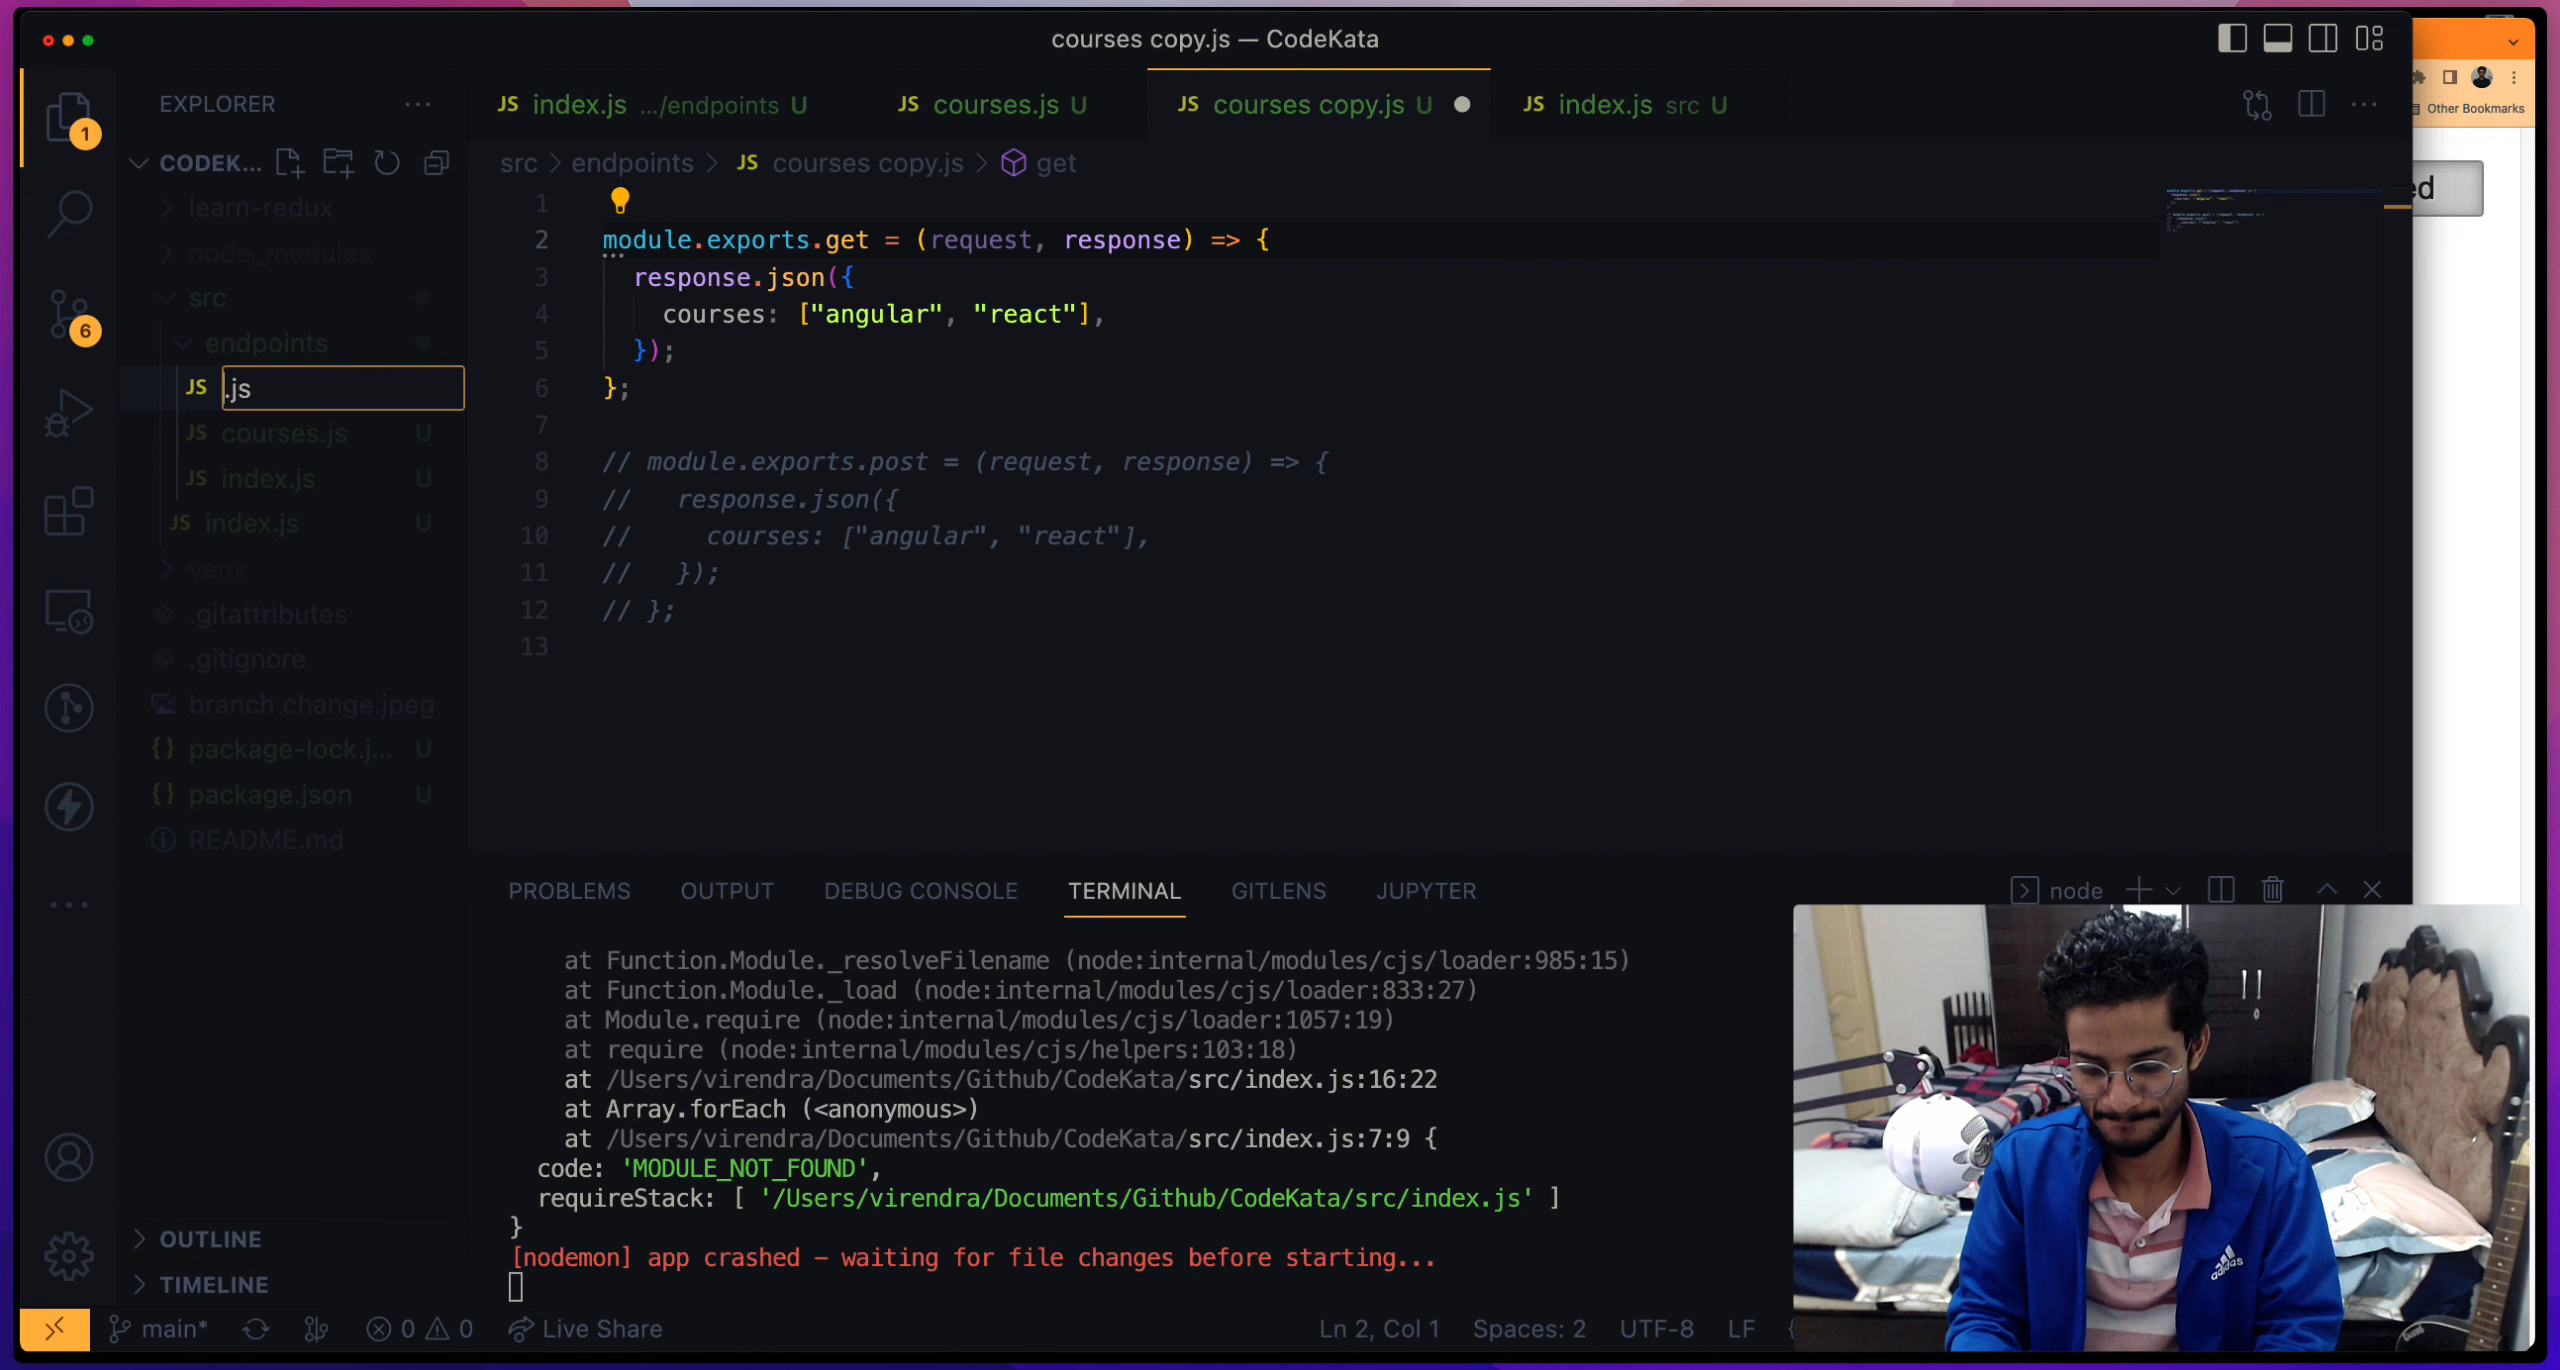 courses copy.js — CodeKata
EXPLORER
JS index.js .../endpoints U
JS courses.js U
JS courses copy.js U
JS index.js src U
Other Bookmarks
1
CODEK...
src > endpoints > JS courses copy.js > get
ed
learn-redux
node_modules
src
6
endpoints
JS .js
JS courses.js U
JS index.js U
JS index.js U
venv
.gitattributes
.gitignore
branch change.jpeg
{} package-lock.j... U
{} package.json U
README.md
OUTLINE
TIMELINE
1
2 module.exports.get = (request, response) => {
3 response.json({
4 courses: ["angular", "react"],
5 });
6 };
7
8 // module.exports.post = (request, response) => {
9 // response.json({
10 // courses: ["angular", "react"],
11 // });
12 // };
13
PROBLEMS OUTPUT DEBUG CONSOLE TERMINAL GITLENS JUPYTER
node
at Function.Module._resolveFilename (node:internal/modules/cjs/loader:985:15)
at Function.Module._load (node:internal/modules/cjs/loader:833:27)
at Module.require (node:internal/modules/cjs/loader:1057:19)
at require (node:internal/modules/cjs/helpers:103:18)
at /Users/virendra/Documents/Github/CodeKata/src/index.js:16:22
at Array.forEach (<anonymous>)
at /Users/virendra/Documents/Github/CodeKata/src/index.js:7:9 {
code: 'MODULE_NOT_FOUND',
requireStack: [ '/Users/virendra/Documents/Github/CodeKata/src/index.js' ]
}
[nodemon] app crashed – waiting for file changes before starting...
adidas
main* 0 0 Live Share
Ln 2, Col 1 Spaces: 2 UTF-8 LF {